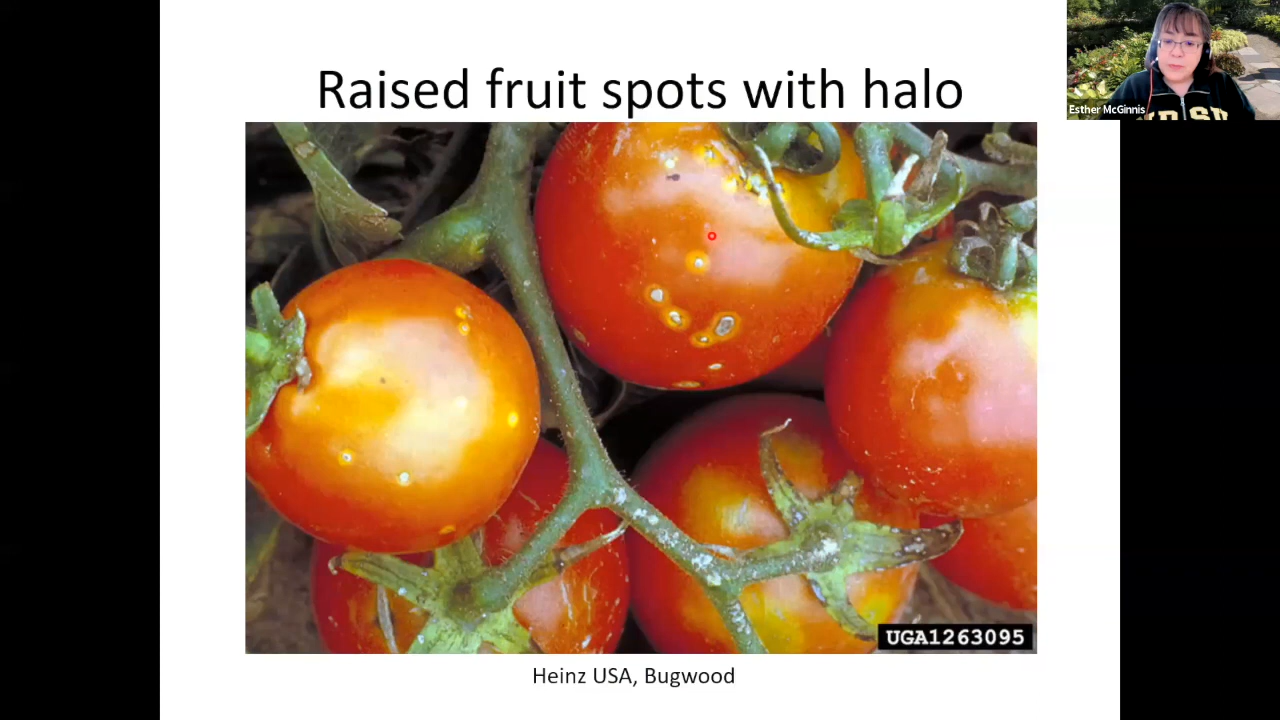 Raised fruit spots with halo
Esther McGinnis
UGA1263095
Heinz USA, Bugwood